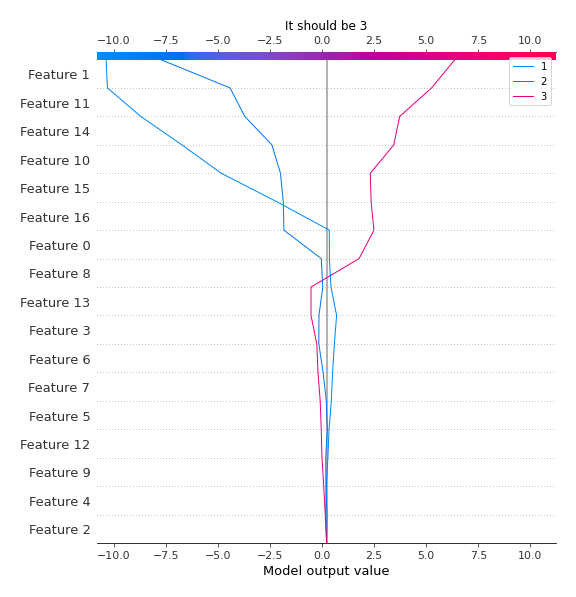 It should be 3
−10.0 −7.5 −5.0 −2.5 0.0 2.5 5.0 7.5 10.0
1
2
3
Feature 1
Feature 11
Feature 14
Feature 10
Feature 15
Feature 16
Feature 0
Feature 8
Feature 13
Feature 3
Feature 6
Feature 7
Feature 5
Feature 12
Feature 9
Feature 4
Feature 2
−10.0 −7.5 −5.0 −2.5 0.0 2.5 5.0 7.5 10.0
Model output value